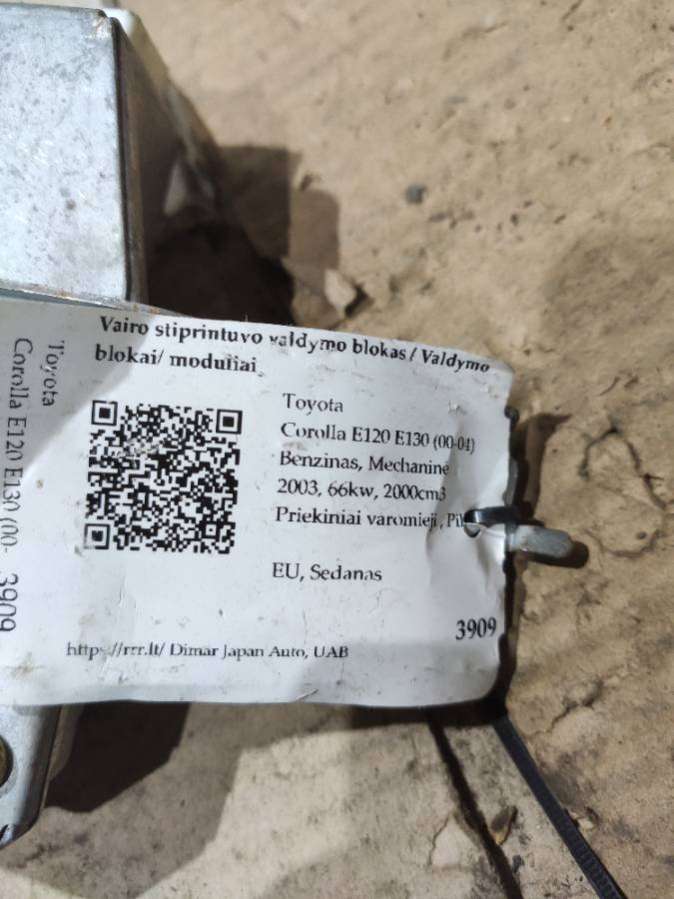 Vairo stiprintuvo valdymo blokas / Valdymo
blokai/ moduliai
Toyota
Corolla E120 E130 (00-04)
Benzinas, Mechaninė
2003, 66kw, 2000cm3
Priekiniai varomieji,
EU, Sedanas
3909
http://rrr.lt/ Dimar Japan Auto, UAB
Toyota
Corolla E120 E130 (00-
3909